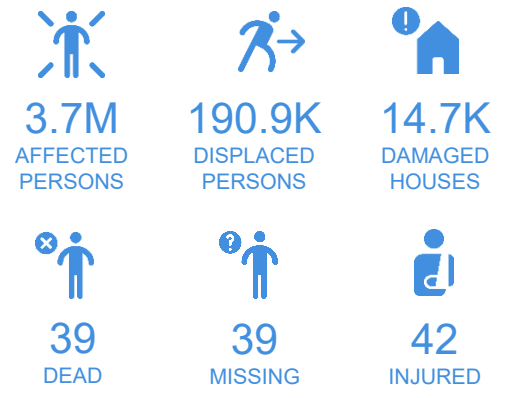 3.7M
AFFECTED
PERSONS
190.9K
DISPLACED
PERSONS
14.7K
DAMAGED
HOUSES
39
DEAD
39
MISSING
42
INJURED